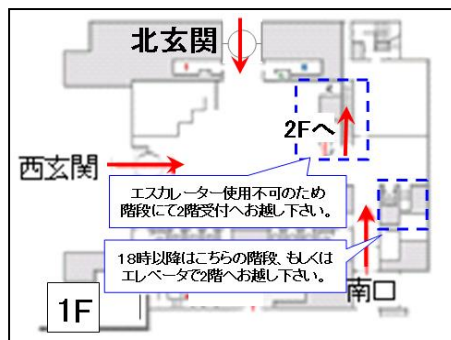 北玄関
2Fへ
西玄関
エスカレーター使用不可のため
階段にて2階受付へお越し下さい。
18時以降はこちらの階段、もしくは
エレベータで2階へお越し下さい。
1F
南口